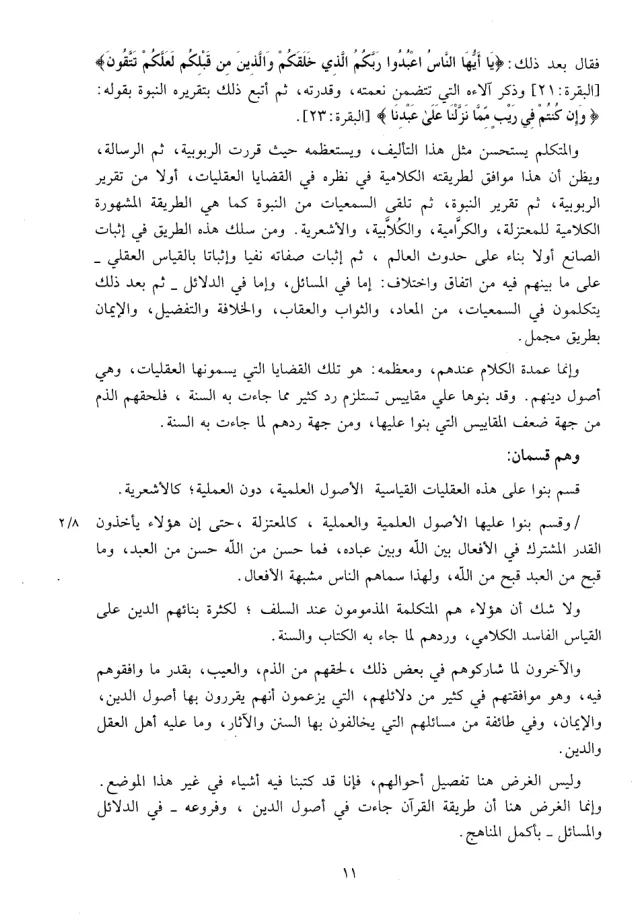 فقال بعد ذلك: ﴿يَا أَيُّهَا النَّاسُ اعْبُدُوا رَبَّكُمُ الَّذِي خَلَقَكُمْ وَالَّذِينَ مِن قَبْلِكُم لَعَلَّكُمْ تَتَّقُونَ﴾
[البقرة:٢١] وذكر آلاءه التي تتضمن نعمته، وقدرته، ثم أتبع ذلك بتقريره النبوة بقوله:
﴿وَإِن كُنتُمْ فِي رَيْبٍ مِّمَّا نَزَّلْنَا عَلَىٰ عَبْدِنَا﴾ [البقرة:٢٣].
والمتكلم يستحسن مثل هذا التأليف، ويستعظمه حيث قررت الربوبية، ثم الرسالة،
ويظن أن هذا موافق لطريقته الكلامية في نظره في القضايا العقليات، أولا من تقرير
الربوبية، ثم تقرير النبوة، ثم تلقي السمعيات من النبوة كما هي الطريقة المشهورة
الكلامية للمعتزلة، والكرَّامية، والكُلاَّبية، والأشعرية. ومن سلك هذه الطريق في إثبات
الصانع أولا بناء على حدوث العالم ، ثم إثبات صفاته نفيا وإثباتا بالقياس العقلي ـ
على ما بينهم فيه من اتفاق واختلاف: إما في المسائل، وإما في الدلائل ـ ثم بعد ذلك
يتكلمون في السمعيات، من المعاد، والثواب والعقاب، والخلافة والتفضيل، والإيمان
بطريق مجمل.
وإنما عمدة الكلام عندهم، ومعظمه: هو تلك القضايا التي يسمونها العقليات، وهي
أصول دينهم. وقد بنوها علي مقاييس تستلزم رد كثير مما جاءت به السنة ، فلحقهم الذم
من جهة ضعف المقاييس التي بنوا عليها، ومن جهة ردهم لما جاءت به السنة.
وهم قسمان:
قسم بنوا على هذه العقليات القياسية الأصول العلمية، دون العملية؛ كالأشعرية.
/ وقسم بنوا عليها الأصول العلمية والعملية ، كالمعتزلة ،حتى إن هؤلاء يأخذون ٢/٨
القدر المشترك في الأفعال بين اللّه وبين عباده، فما حسن من اللّه حسن من العبد، وما
قبح من العبد قبح من اللّه، ولهذا سماهم الناس مشبهة الأفعال.
ولا شك أن هؤلاء هم المتكلمة المذمومون عند السلف ؛ لكثرة بنائهم الدين على
القياس الفاسد الكلامي، وردهم لما جاء به الكتاب والسنة.
والآخرون لما شاركوهم في بعض ذلك ،لحقهم من الذم، والعيب، بقدر ما وافقوهم
فيه، وهو موافقتهم في كثير من دلائلهم، التي يزعمون أنهم يقررون بها أصول الدين،
والإيمان، وفي طائفة من مسائلهم التي يخالفون بها السنن والآثار، وما عليه أهل العقل
والدين.
وليس الغرض هنا تفصيل أحوالهم، فإنا قد كتبنا فيه أشياء في غير هذا الموضع.
وإنما الغرض هنا أن طريقة القرآن جاءت في أصول الدين ، وفروعه ـ في الدلائل
والمسائل ـ بأكمل المناهج.
١١